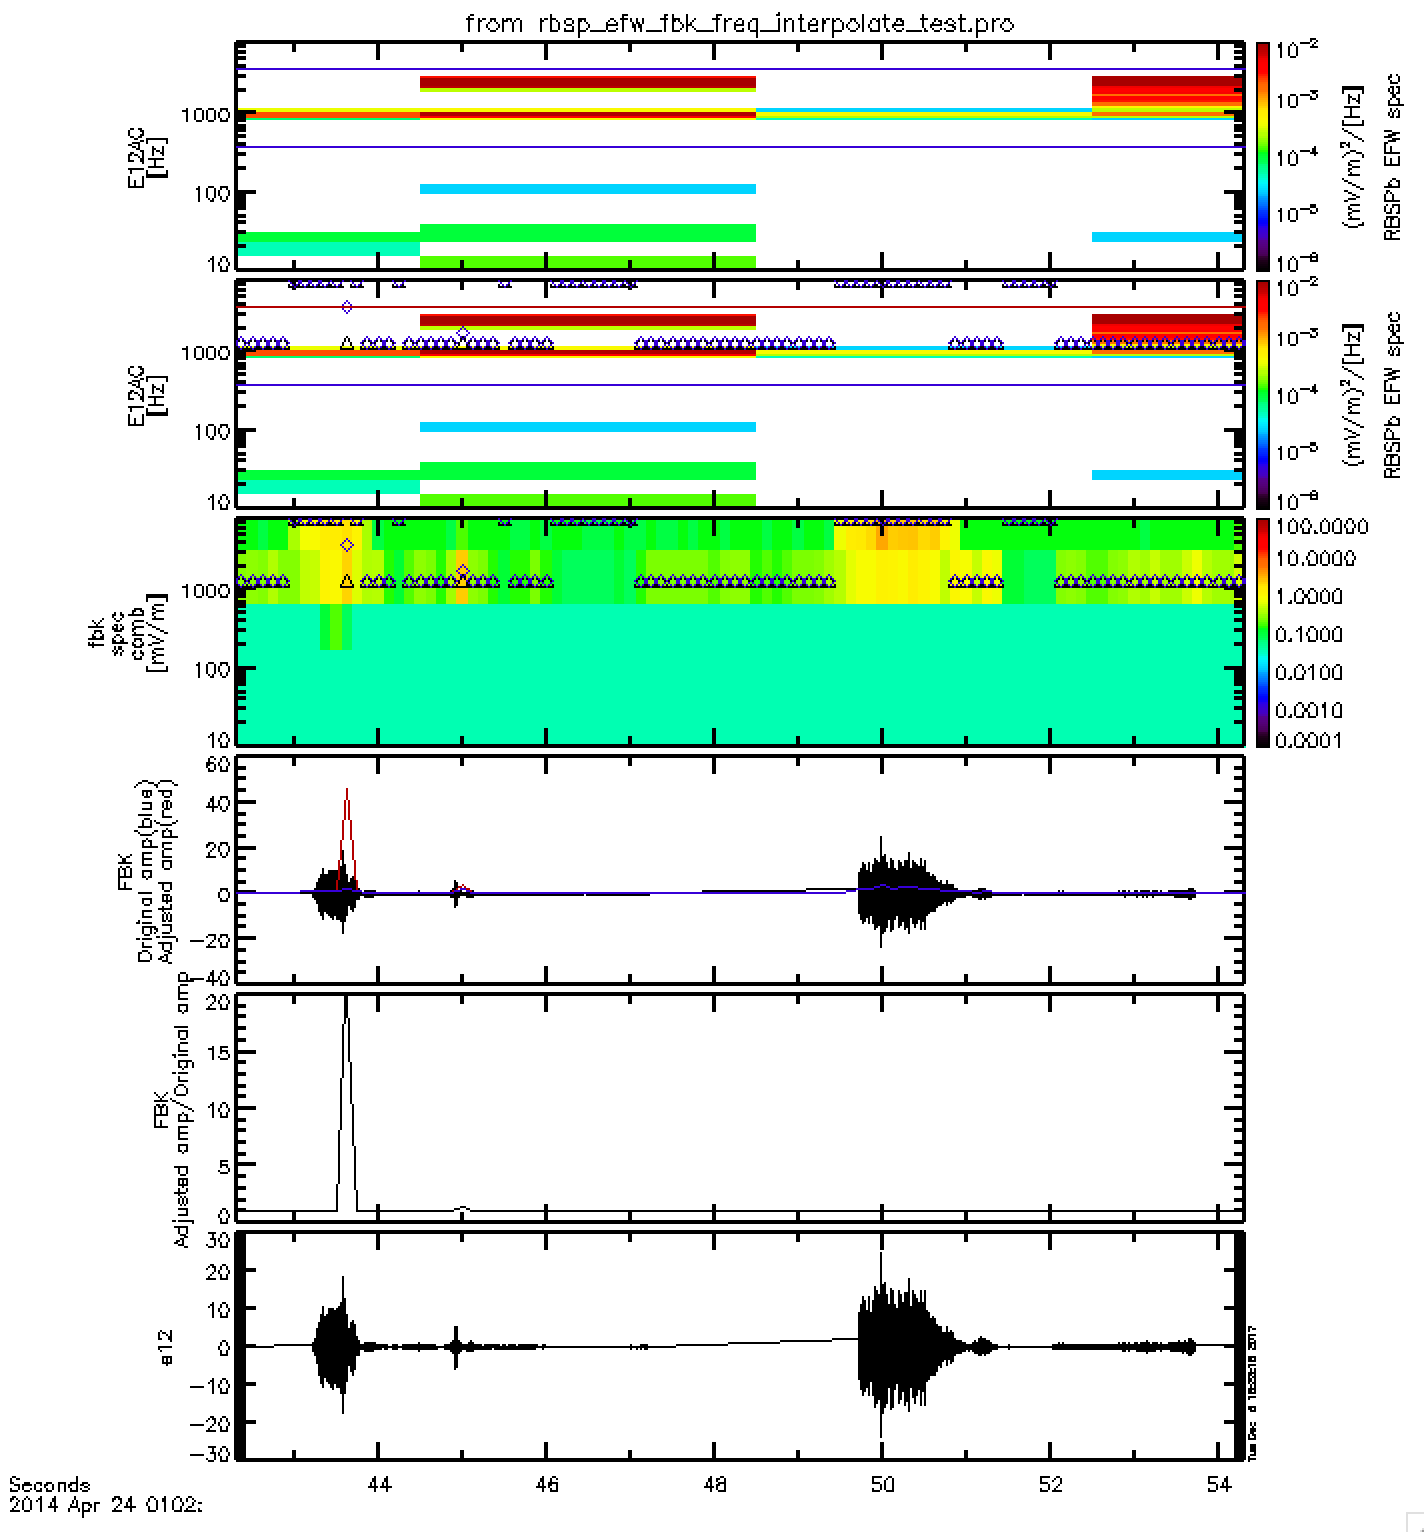 from rbsp_efw_fbk_freq_interpolate_test.pro
1000
100
10
E12AC
[Hz]
10⁻²
10⁻³
10⁻⁴
10⁻⁵
10⁻⁶
(mV/m)²/[Hz]
RBSPb EFW spec
1000
100
10
E12AC
[Hz]
10⁻²
10⁻³
10⁻⁴
10⁻⁵
10⁻⁶
(mV/m)²/[Hz]
RBSPb EFW spec
1000
100
10
fbk
spec
comb
[mV/m]
100.0000
10.0000
1.0000
0.1000
0.0100
0.0010
0.0001
60
40
20
0
−20
−40
FBK
Original amp(blue)
Adjusted amp(red)
20
15
10
5
0
FBK
Adjusted amp/Original amp
30
20
10
0
−10
−20
−30
e12
44 46 48 50 52 54
Seconds
2014 Apr 24 0102: